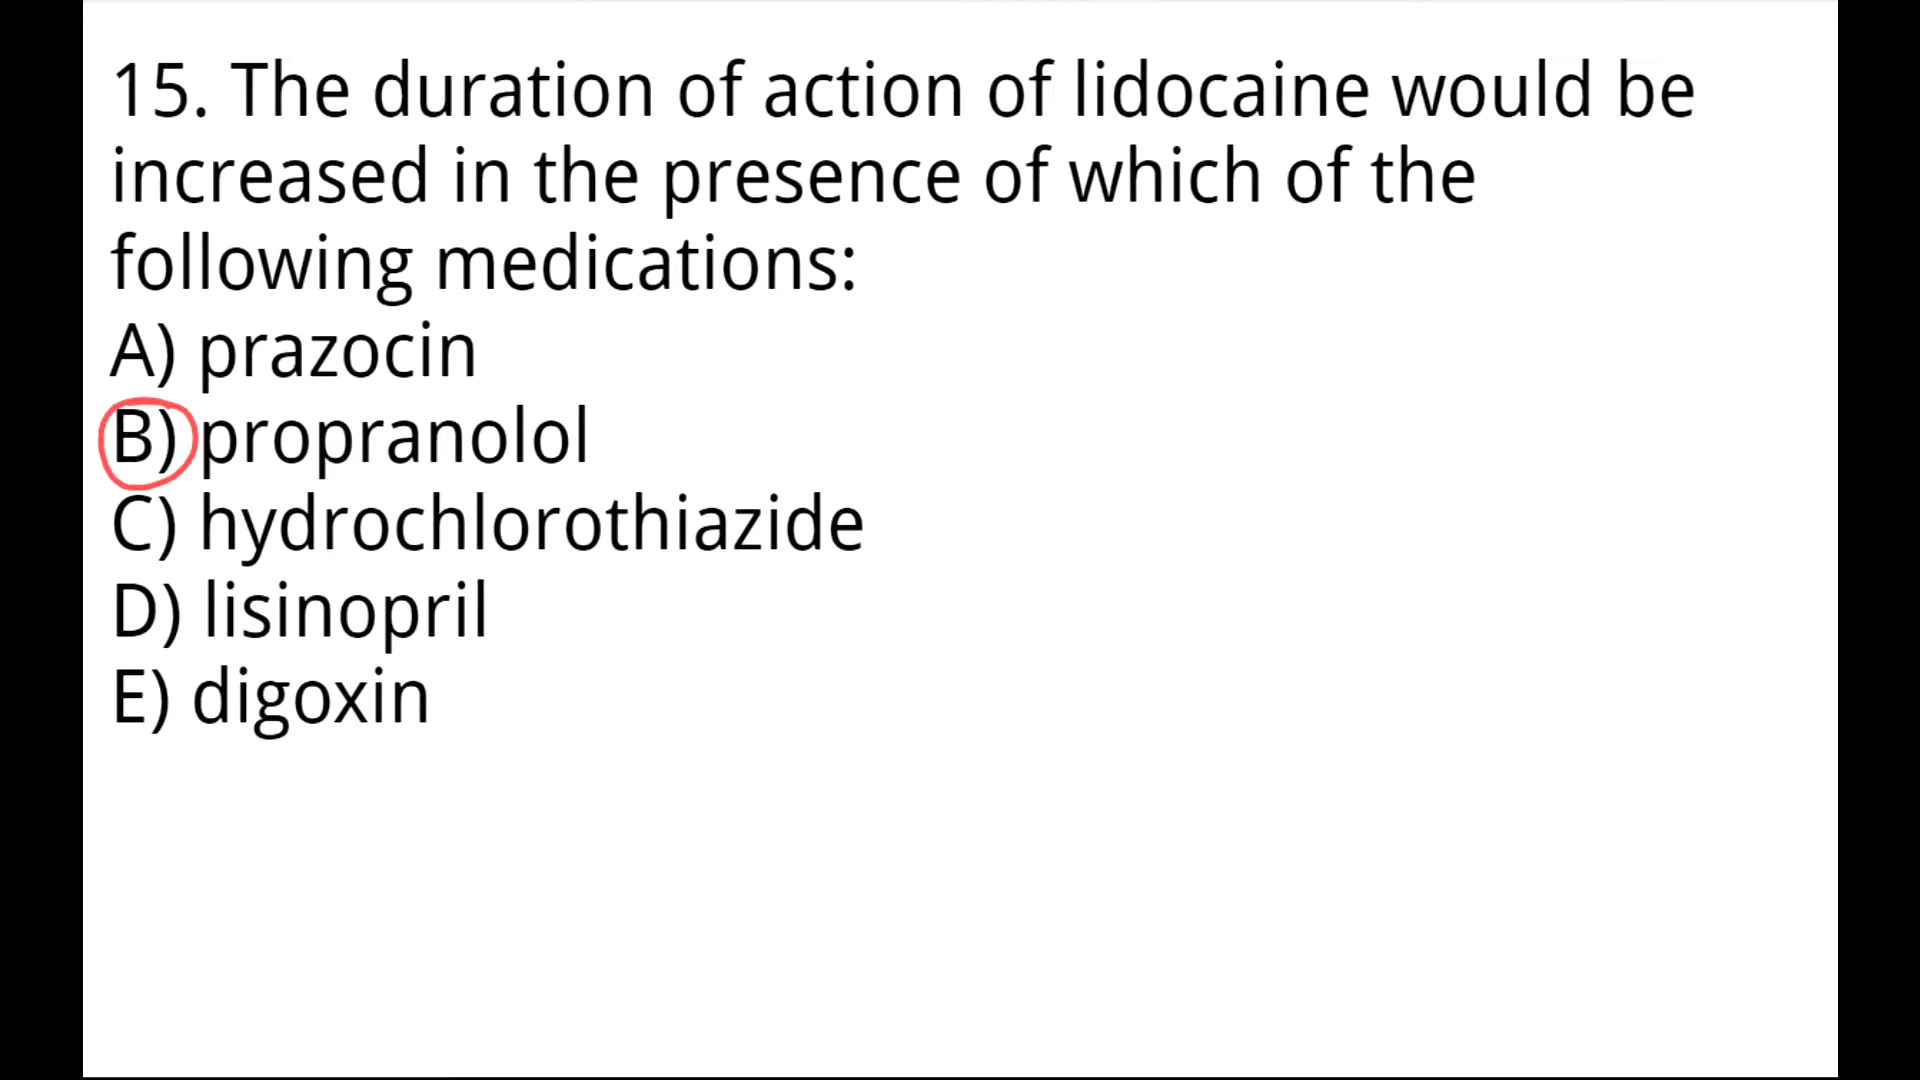 15. The duration of action of lidocaine would be
increased in the presence of which of the
following medications:
A) prazocin
B) propranolol
C) hydrochlorothiazide
D) lisinopril
E) digoxin